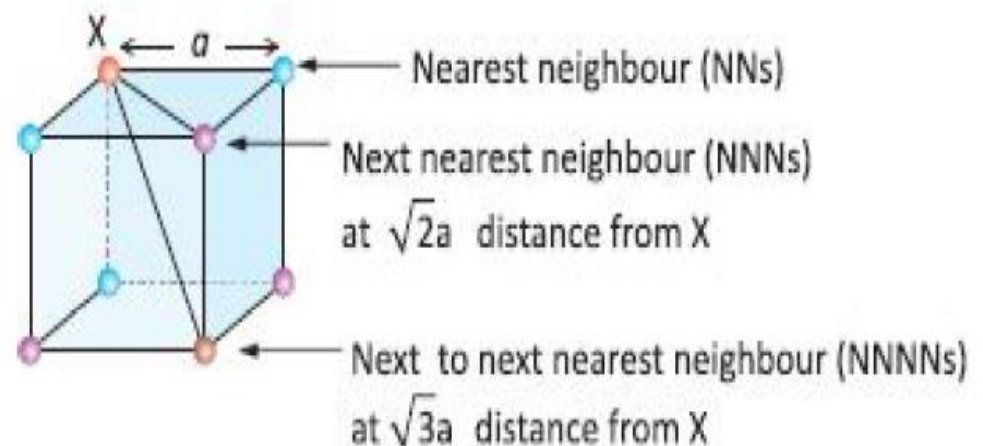 X
a
Nearest neighbour (NNs)
Next nearest neighbour (NNNs)
at √2a distance from X
Next to next nearest neighbour (NNNNs)
at √3a distance from X